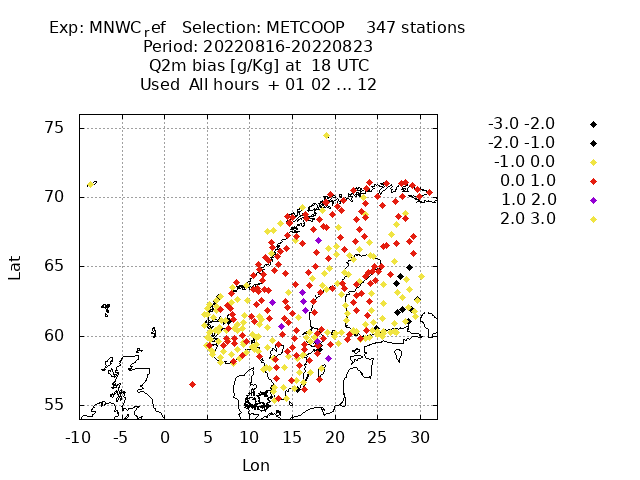 Exp: MNWC_ref   Selection: METCOOP    347 stations
Period: 20220816-20220823
Q2m bias [g/Kg] at  18 UTC
Used  All hours  + 01 02 ... 12
-3.0 -2.0
-2.0 -1.0
-1.0 0.0
0.0 1.0
1.0 2.0
2.0 3.0
75
70
65
60
55
Lat
-10 -5 0 5 10 15 20 25 30
Lon